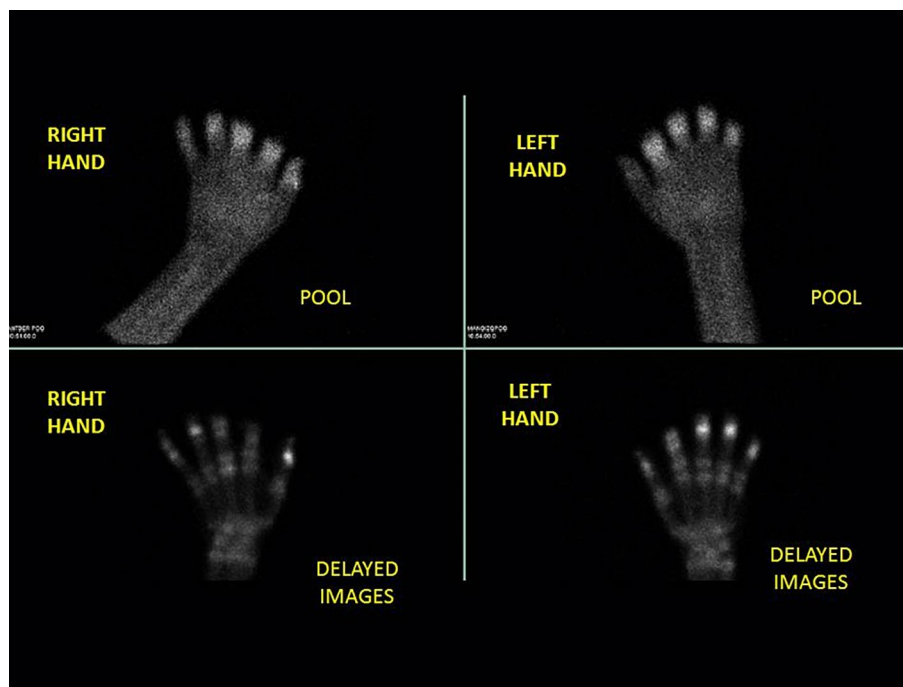 RIGHT
HAND
LEFT
HAND
POOL
POOL
RIGHT
HAND
LEFT
HAND
DELAYED
IMAGES
DELAYED
IMAGES